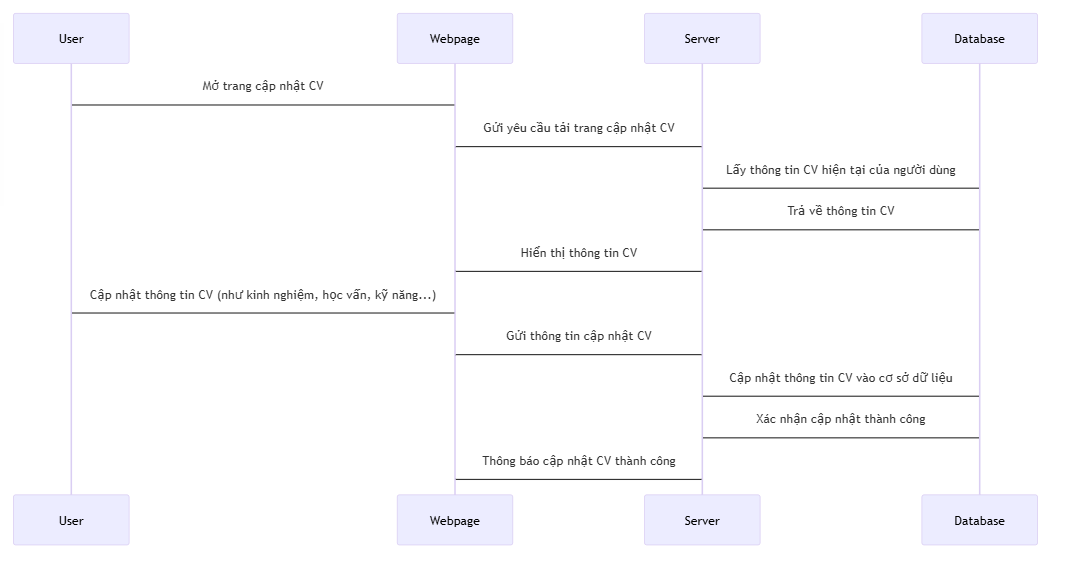 User
Webpage
Server
Database
Mở trang cập nhật CV
Gửi yêu cầu tải trang cập nhật CV
Lấy thông tin CV hiện tại của người dùng
Trả về thông tin CV
Hiển thị thông tin CV
Cập nhật thông tin CV (như kinh nghiệm, học vấn, kỹ năng...)
Gửi thông tin cập nhật CV
Cập nhật thông tin CV vào cơ sở dữ liệu
Xác nhận cập nhật thành công
Thông báo cập nhật CV thành công
User
Webpage
Server
Database